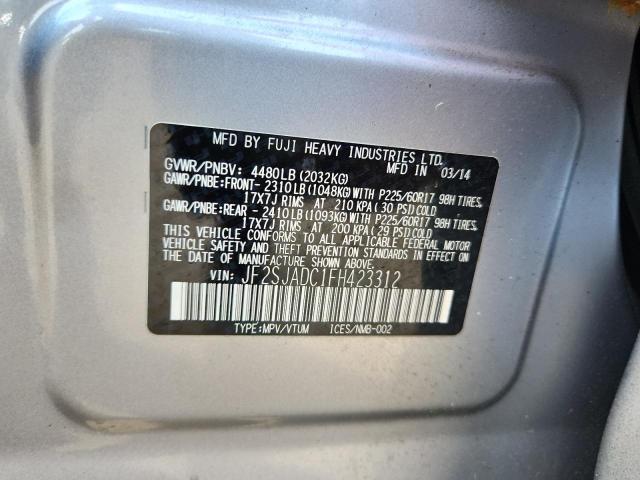 MFD BY FUJI HEAVY INDUSTRIES LTD.
GVWR/PNBV: 4480LB(2032KG) MFD IN 03/14
GAWR/PNBE:FRONT- 2310LB(1048KG)WITH P225/60R17 98H TIRES,
17X7J RIMS AT 210 KPA(30 PSI)COLD
GAWR/PNBE:REAR - 2410LB(1093KG)WITH P225/60R17 98H TIRES,
17X7J RIMS AT 200 KPA(29 PSI)COLD
THIS VEHICLE CONFORMS TO ALL APPLICABLE FEDERAL MOTOR
VEHICLE SAFETY AND THEFT PREVENTION STANDARDS IN EFFECT ON
THE DATE OF MANUFACTURE SHOWN ABOVE.
VIN: JF2SJADC1FH423312
TYPE:MPV/VTUM ICES/NMB-002